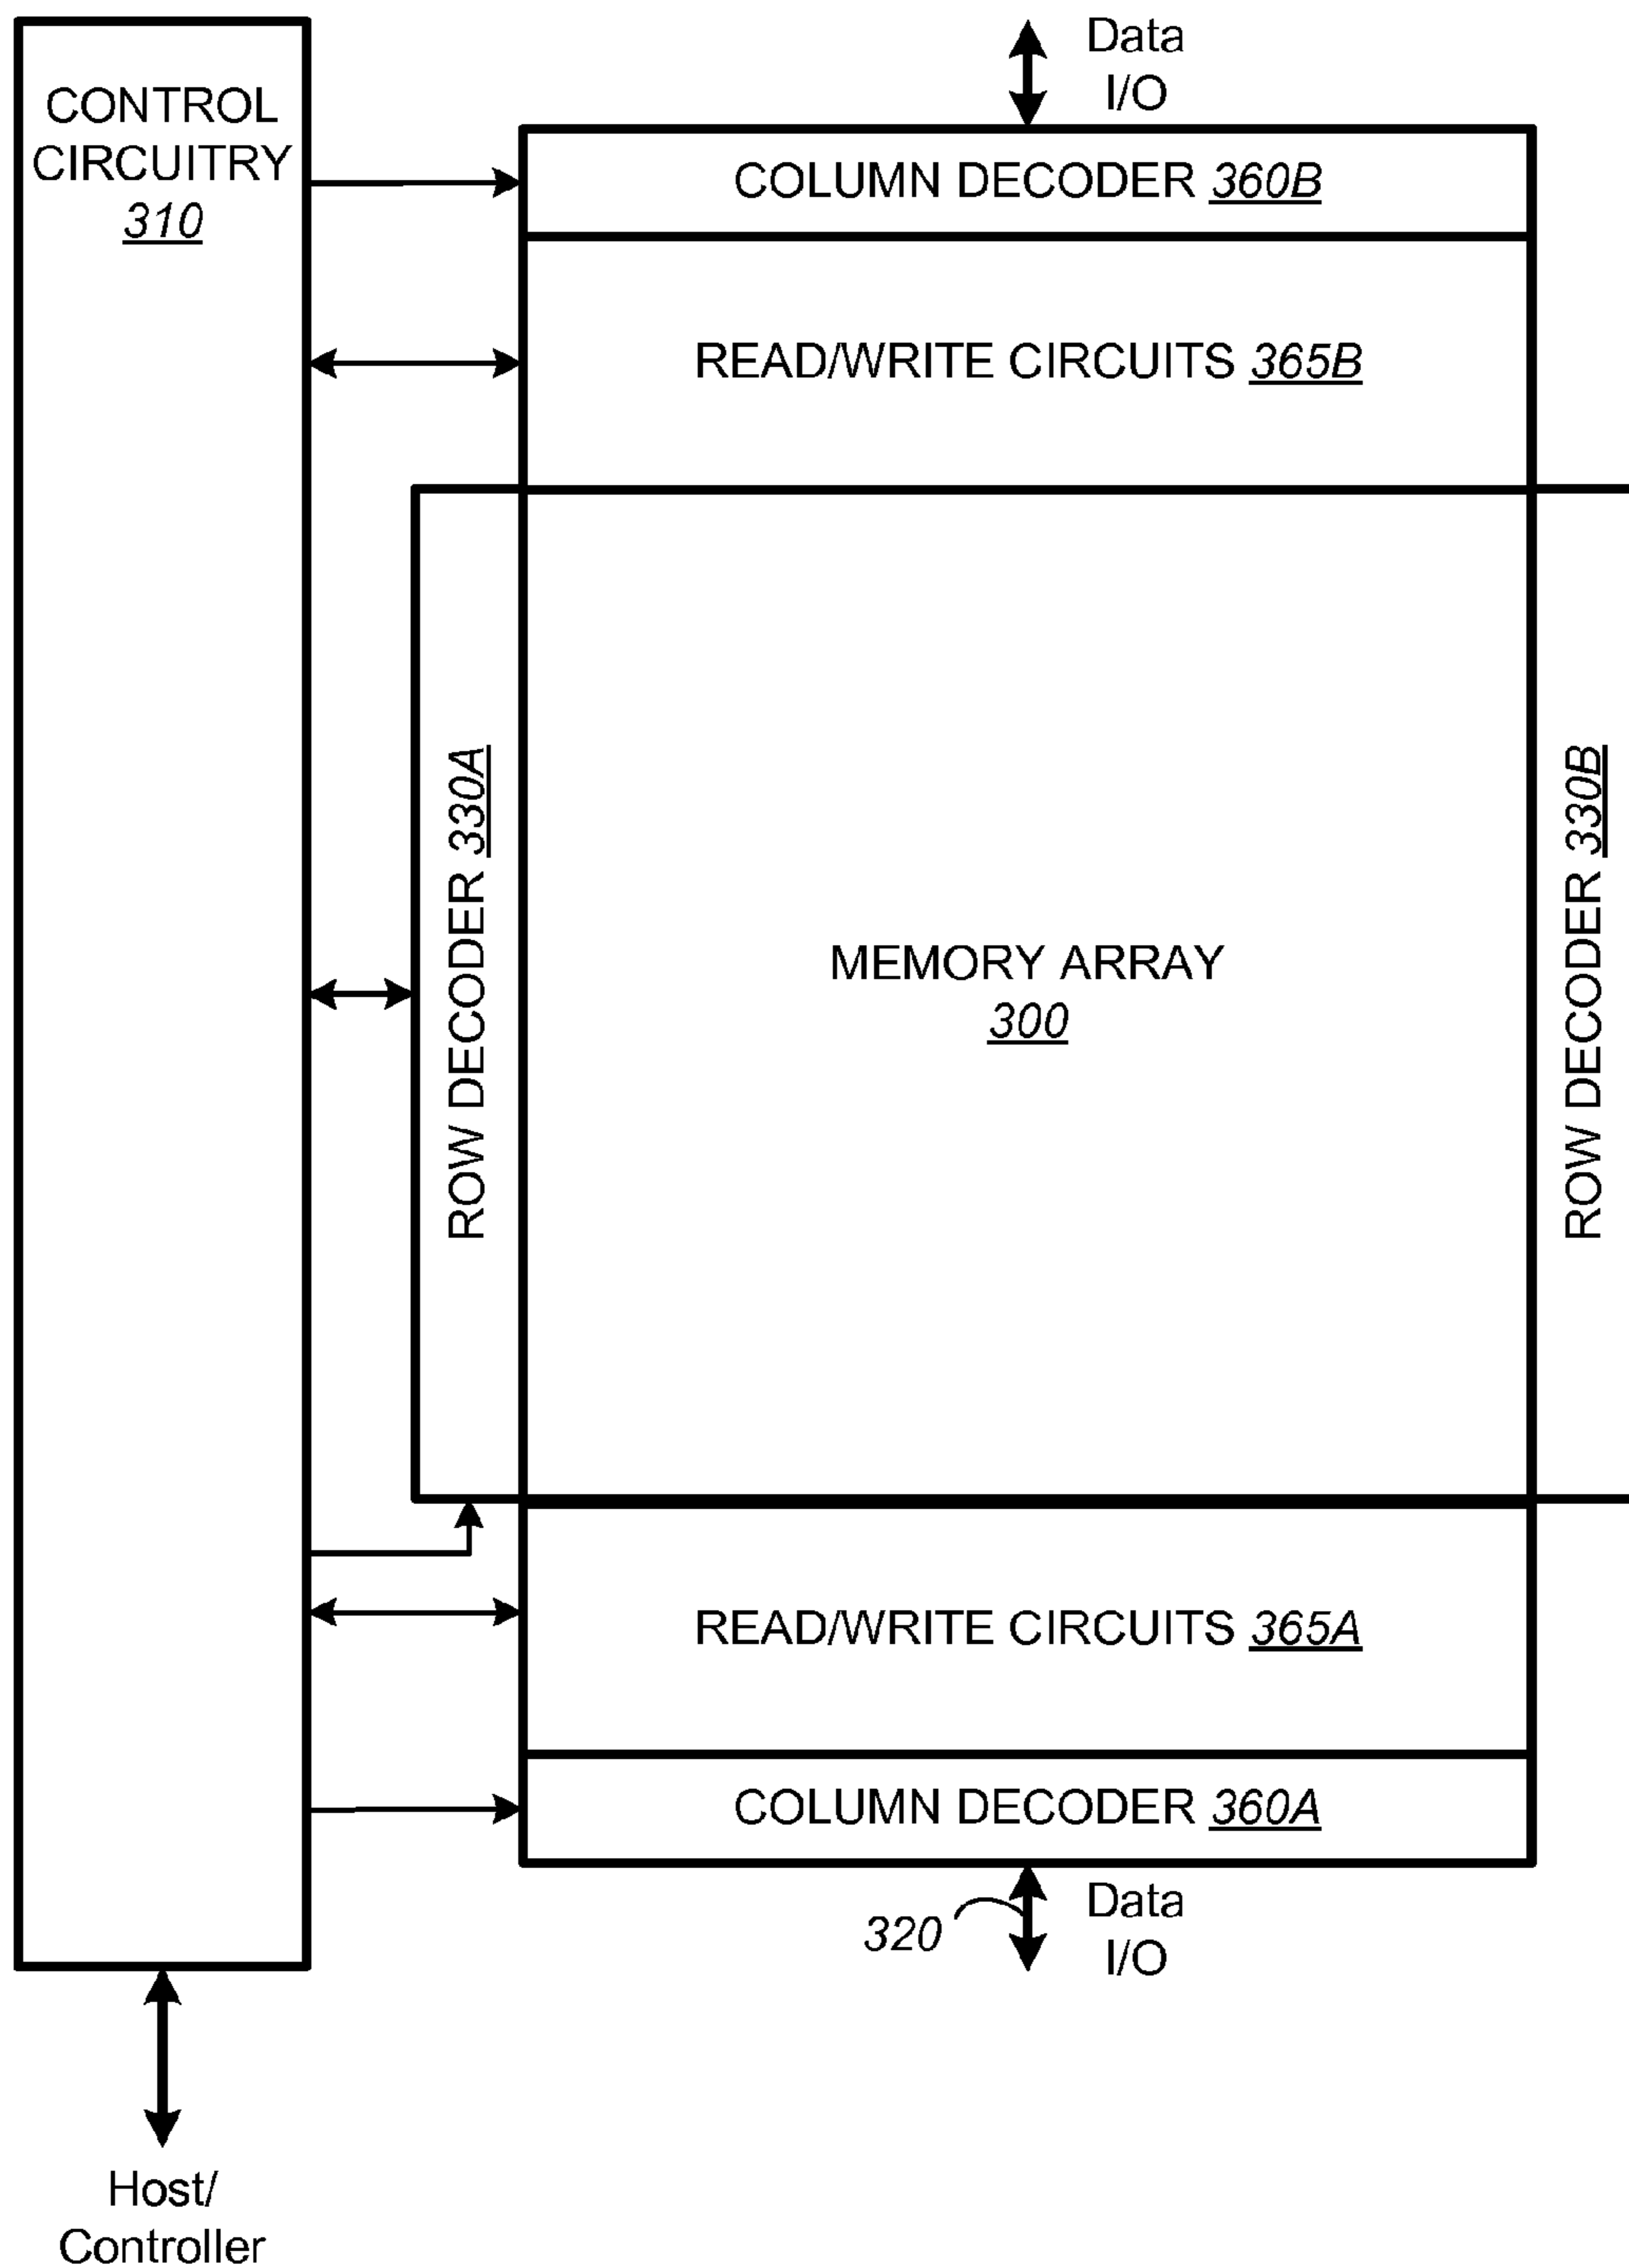 Data
I/O
CONTROL
CIRCUITRY
310
COLUMN DECODER 360B
READ/WRITE CIRCUITS 365B
ROW DECODER 330A
MEMORY ARRAY
300
ROW DECODER 330B
READ/WRITE CIRCUITS 365A
COLUMN DECODER 360A
320
Data
I/O
Host/
Controller